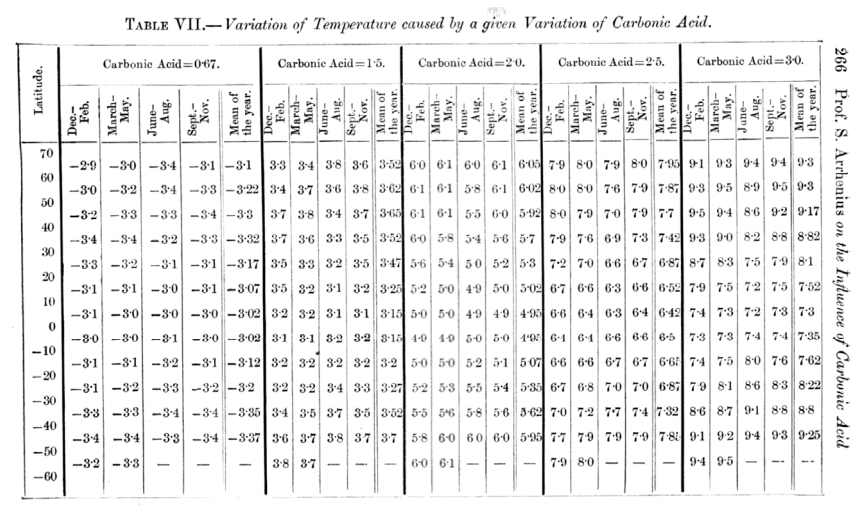 TABLE VII.—Variation of Temperature caused by a given Variation of Carbonic Acid.
Latitude. Carbonic Acid=0·67. Carbonic Acid=1·5. Carbonic Acid=2·0. Carbonic Acid=2·5. Carbonic Acid=3·0.
Dec.–Feb. March–May. June–Aug. Sept.–Nov. Mean of the year. Dec.–Feb. March–May. June–Aug. Sept.–Nov. Mean of the year. Dec.–Feb. March–May. June–Aug. Sept.–Nov. Mean of the year. Dec.–Feb. March–May. June–Aug. Sept.–Nov. Mean of the year. Dec.–Feb. March–May. June–Aug. Sept.–Nov. Mean of the year.
70
−2·9 −3·0 −3·4 −3·1 −3·1 3·3 3·4 3·8 3·6 3·52 6·0 6·1 6·0 6·1 6·05 7·9 8·0 7·9 8·0 7·95 9·1 9·3 9·4 9·4 9·3
60
−3·0 −3·2 −3·4 −3·3 −3·22 3·4 3·7 3·6 3·8 3·62 6·1 6·1 5·8 6·1 6·02 8·0 8·0 7·6 7·9 7·87 9·3 9·5 8·9 9·5 9·3
50
−3·2 −3·3 −3·3 −3·4 −3·3 3·7 3·8 3·4 3·7 3·65 6·1 6·1 5·5 6·0 5·92 8·0 7·9 7·0 7·9 7·7 9·5 9·4 8·6 9·2 9·17
40
−3·4 −3·4 −3·2 −3·3 −3·32 3·7 3·6 3·3 3·5 3·52 6·0 5·8 5·4 5·6 5·7 7·9 7·6 6·9 7·3 7·42 9·3 9·0 8·2 8·8 8·82
30
−3·3 −3·2 −3·1 −3·1 −3·17 3·5 3·3 3·2 3·5 3·47 5·6 5·4 5·0 5·2 5·3 7·2 7·0 6·6 6·7 6·87 8·7 8·3 7·5 7·9 8·1
20
−3·1 −3·1 −3·0 −3·1 −3·07 3·5 3·2 3·1 3·2 3·25 5·2 5·0 4·9 5·0 5·02 6·7 6·6 6·3 6·6 6·52 7·9 7·5 7·2 7·5 7·52
10
−3·1 −3·0 −3·0 −3·0 −3·02 3·2 3·2 3·1 3·1 3·15 5·0 5·0 4·9 4·9 4·95 6·6 6·4 6·3 6·4 6·42 7·4 7·3 7·2 7·3 7·3
0
−3·0 −3·0 −3·1 −3·0 −3·02 3·1 3·1 3·2 3·2 3·15 4·9 4·9 5·0 5·0 4·95 6·4 6·4 6·6 6·6 6·5 7·3 7·3 7·4 7·4 7·35
−10
−3·1 −3·1 −3·2 −3·1 −3·12 3·2 3·2 3·2 3·2 3·2 5·0 5·0 5·2 5·1 5·07 6·6 6·6 6·7 6·7 6·65 7·4 7·5 8·0 7·6 7·62
−20
−3·1 −3·2 −3·3 −3·2 −3·2 3·2 3·2 3·4 3·3 3·27 5·2 5·3 5·5 5·4 5·35 6·7 6·8 7·0 7·0 6·87 7·9 8·1 8·6 8·3 8·22
−30
−3·3 −3·3 −3·4 −3·4 −3·35 3·4 3·5 3·7 3·5 3·52 5·5 5·6 5·8 5·6 5·62 7·0 7·2 7·7 7·4 7·32 8·6 8·7 9·1 8·8 8·8
−40
−3·4 −3·4 −3·3 −3·4 −3·37 3·6 3·7 3·8 3·7 3·7 5·8 6·0 6·0 6·0 5·95 7·7 7·9 7·9 7·9 7·85 9·1 9·2 9·4 9·3 9·25
−50
−3·2 −3·3 — — — 3·8 3·7 — — — 6·0 6·1 — — — 7·9 8·0 — — — 9·4 9·5 — — —
−60
266 Prof. S. Arrhenius on the Influence of Carbonic Acid